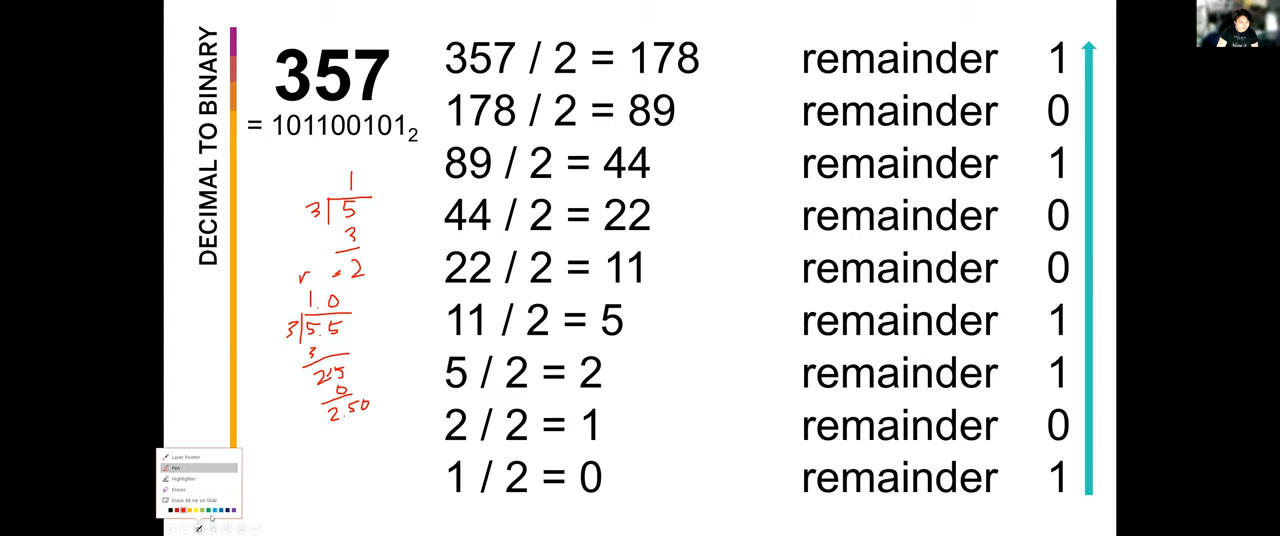 DECIMAL TO BINARY
357
= 101100101₂
357 / 2 = 178 remainder 1
178 / 2 = 89 remainder 0
89 / 2 = 44 remainder 1
44 / 2 = 22 remainder 0
22 / 2 = 11 remainder 0
11 / 2 = 5 remainder 1
5 / 2 = 2 remainder 1
2 / 2 = 1 remainder 0
1 / 2 = 0 remainder 1
1
3 5
3
r = 2
1.0
3 5.5
3
2.5
0
2.50
Laser Pointer
Pen
Highlighter
Eraser
Erase All Ink on Slide